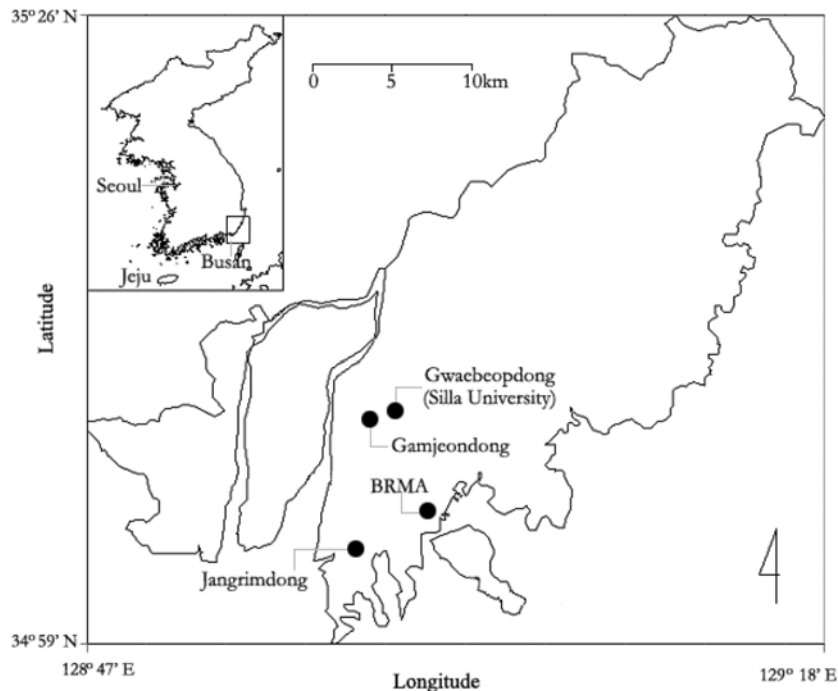 35º 26' N
0 5 10km
Seoul
Busan
Jeju
Latitude
Gwaebeopdong
(Silla University)
Gamjeondong
BRMA
Jangrimdong
34º 59' N
128º 47' E
129º 18' E
Longitude